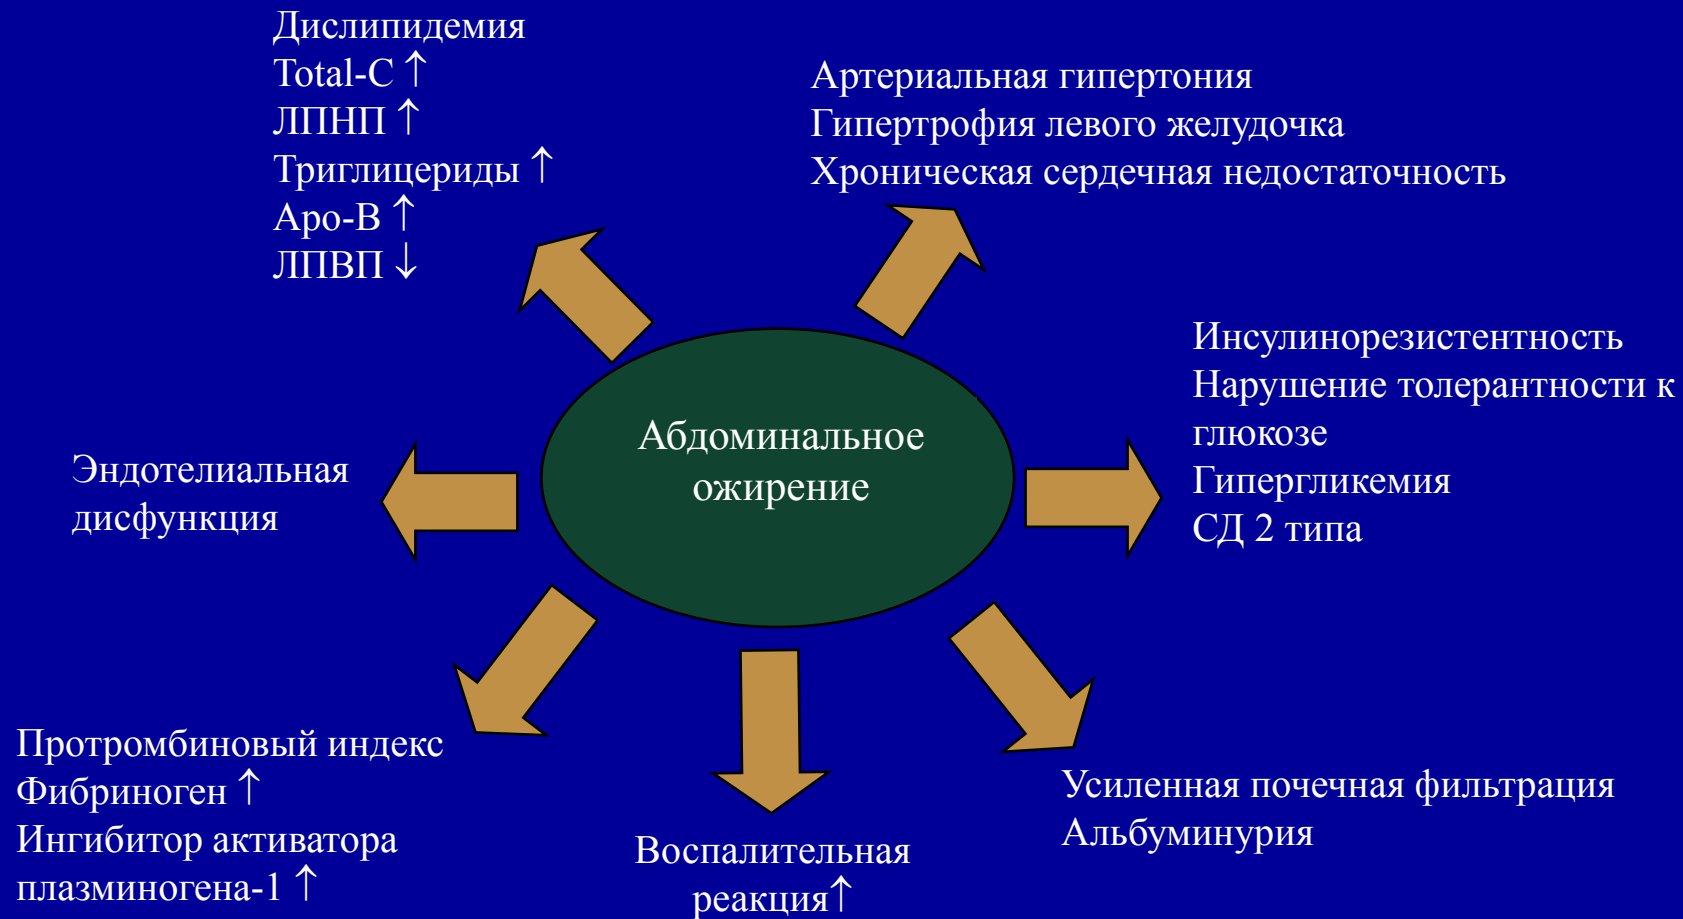 Дислипидемия
Total-C ↑
ЛПНП ↑
Триглицериды ↑
Apo-B ↑
ЛПВП ↓
Артериальная гипертония
Гипертрофия левого желудочка
Хроническая сердечная недостаточность
Инсулинорезистентность
Нарушение толерантности к
глюкозе
Гипергликемия
СД 2 типа
Абдоминальное
ожирение
Эндотелиальная
дисфункция
Протромбиновый индекс
Фибриноген ↑
Ингибитор активатора
плазминогена-1 ↑
Воспалительная
реакция↑
Усиленная почечная фильтрация
Альбуминурия